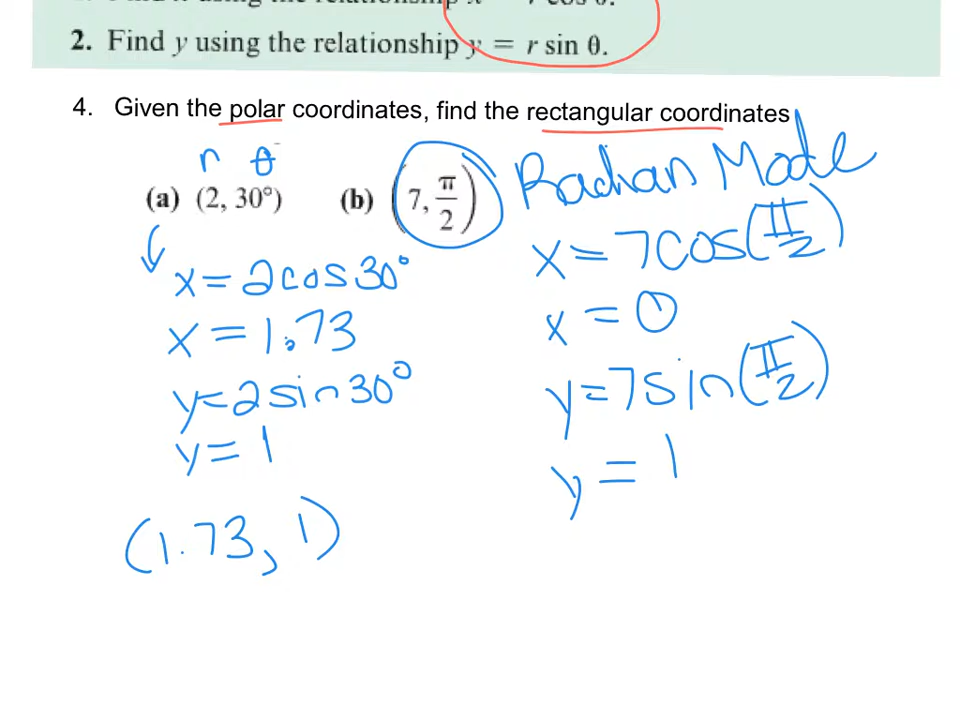 2. Find y using the relationship y = r sin θ.
4. Given the polar coordinates, find the rectangular coordinates
r θ
(a) (2, 30°) (b) (7, π/2)
Radian Mode
x = 2cos30°
x = 1.73
y = 2sin30°
y = 1
(1.73, 1)
x = 7cos(π/2)
x = 0
y = 7sin(π/2)
y = 1